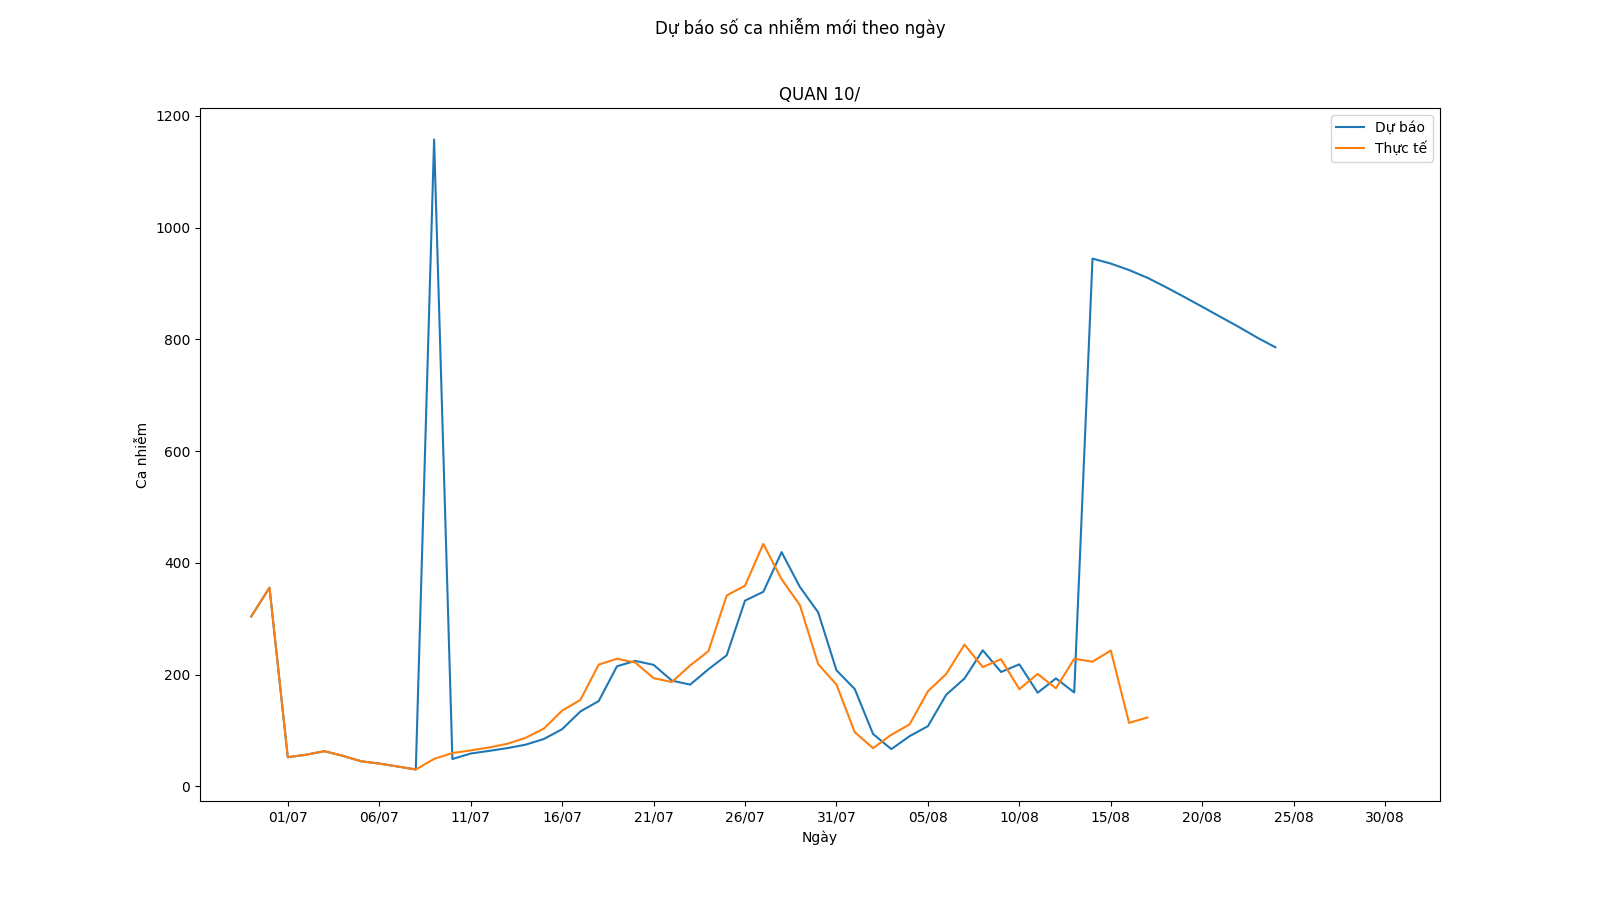 Dự báo số ca nhiễm mới theo ngày
QUAN 10/
1200
1000
800
600
400
200
0
Ca nhiễm
Dự báo
Thực tế
01/07 06/07 11/07 16/07 21/07 26/07 31/07 05/08 10/08 15/08 20/08 25/08 30/08
Ngày